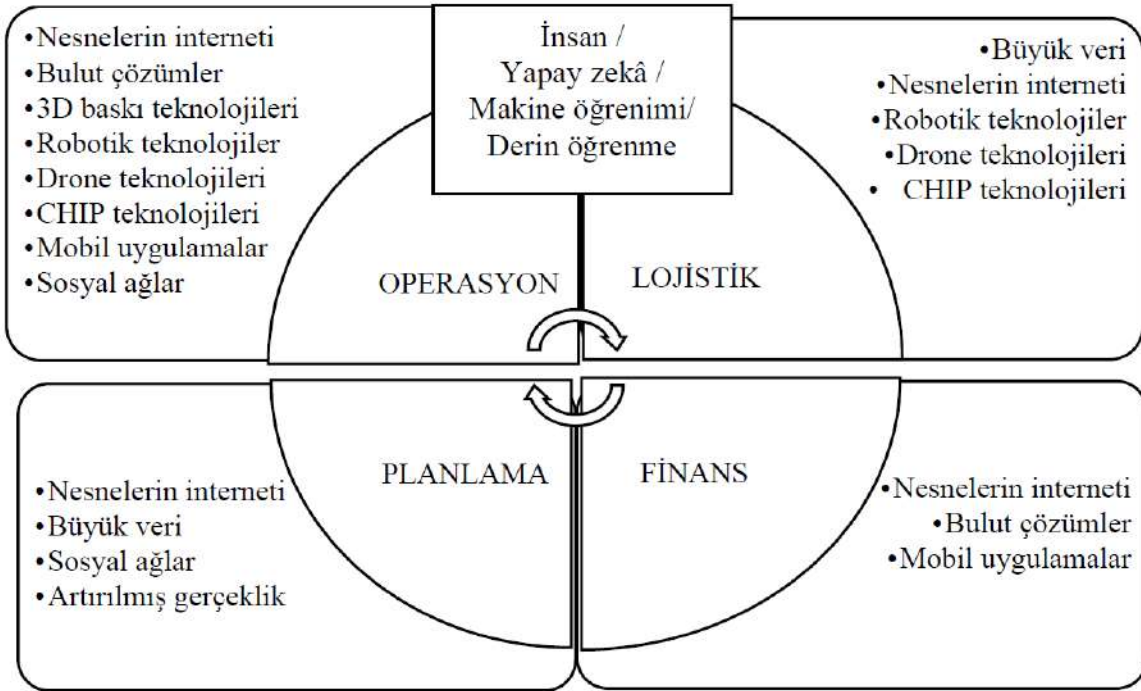 •Nesnelerin interneti
•Bulut çözümler
•3D baskı teknolojileri
•Robotik teknolojiler
•Drone teknolojileri
•CHIP teknolojileri
•Mobil uygulamalar
•Sosyal ağlar
İnsan /
Yapay zekâ /
Makine öğrenimi/
Derin öğrenme
•Büyük veri
•Nesnelerin interneti
•Robotik teknolojiler
•Drone teknolojileri
• CHIP teknolojileri
OPERASYON
LOJİSTİK
PLANLAMA
FİNANS
•Nesnelerin interneti
•Büyük veri
•Sosyal ağlar
•Artırılmış gerçeklik
•Nesnelerin interneti
•Bulut çözümler
•Mobil uygulamalar